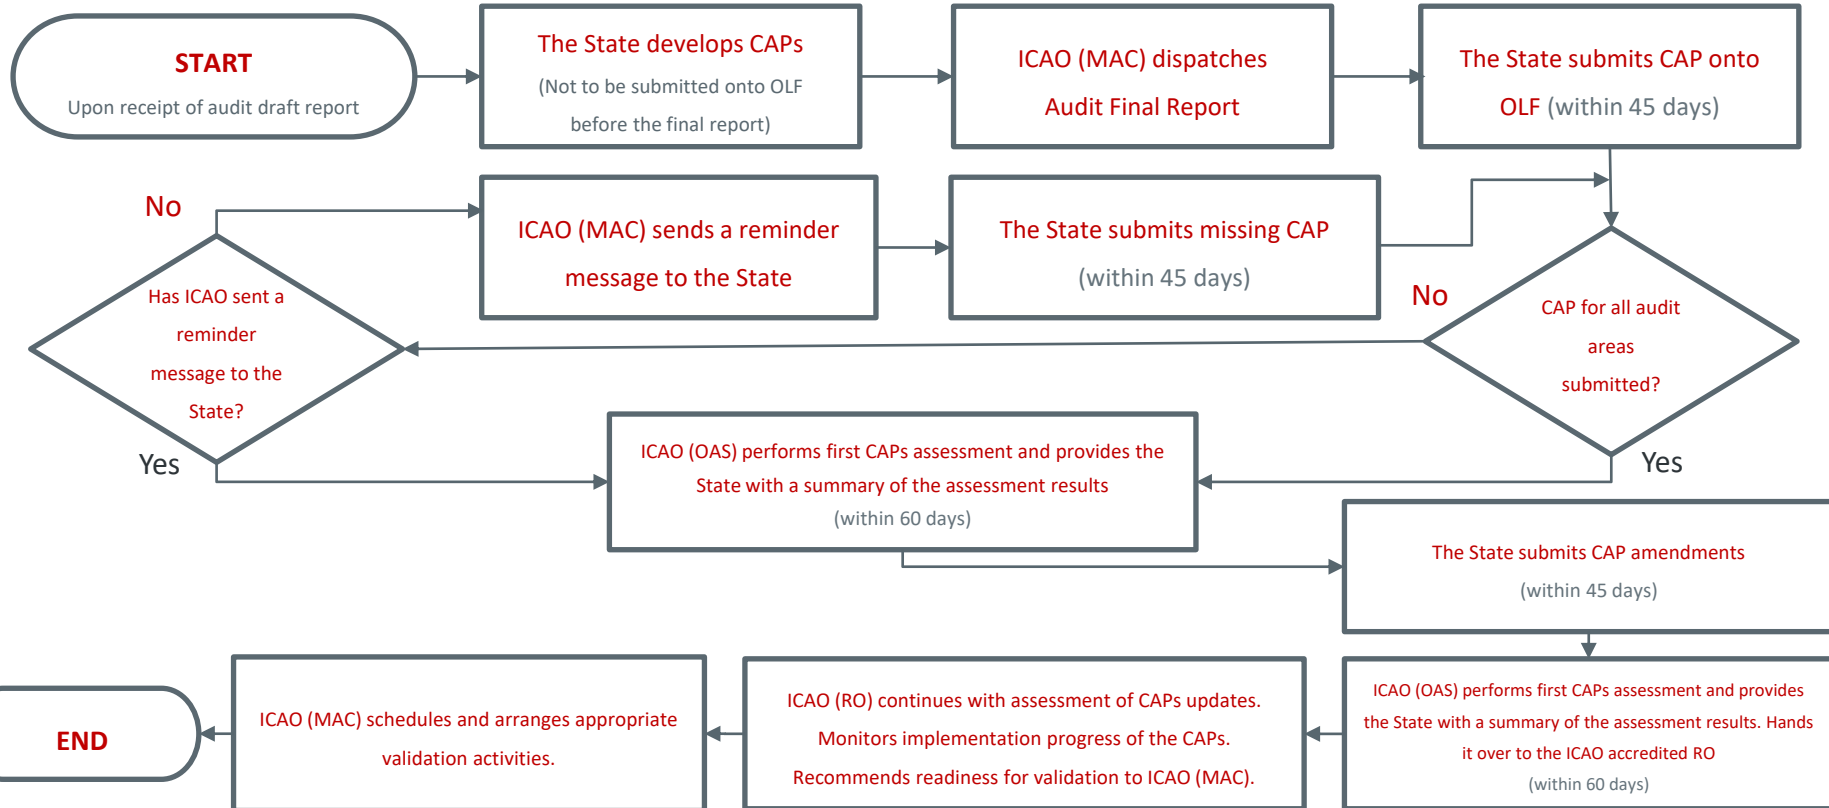 START
Upon receipt of audit draft report
The State develops CAPs
(Not to be submitted onto OLF
before the final report)
ICAO (MAC) dispatches
Audit Final Report
The State submits CAP onto
OLF (within 45 days)
No
ICAO (MAC) sends a reminder
message to the State
The State submits missing CAP
(within 45 days)
No
Has ICAO sent a
reminder
message to the
State?
CAP for all audit
areas
submitted?
Yes
Yes
ICAO (OAS) performs first CAPs assessment and provides the
State with a summary of the assessment results
(within 60 days)
The State submits CAP amendments
(within 45 days)
END
ICAO (MAC) schedules and arranges appropriate
validation activities.
ICAO (RO) continues with assessment of CAPs updates.
Monitors implementation progress of the CAPs.
Recommends readiness for validation to ICAO (MAC).
ICAO (OAS) performs first CAPs assessment and provides
the State with a summary of the assessment results. Hands
it over to the ICAO accredited RO
(within 60 days)